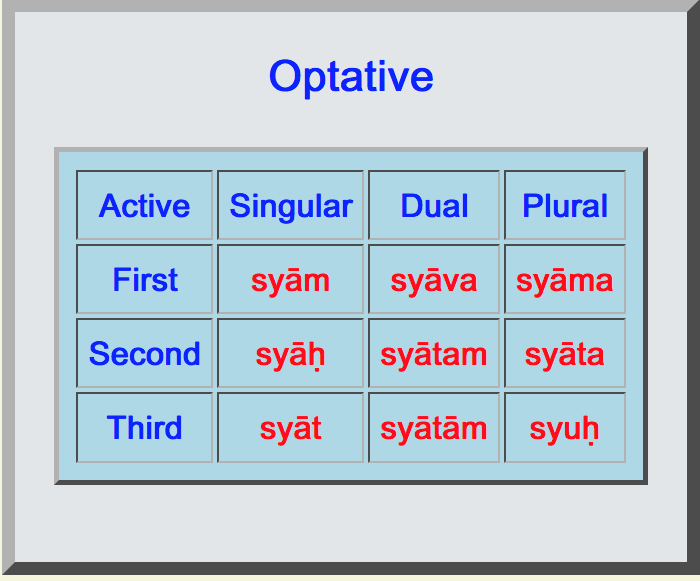 Optative
Active Singular Dual Plural
First syām syāva syāma
Second syāḥ syātam syāta
Third syāt syātām syuḥ